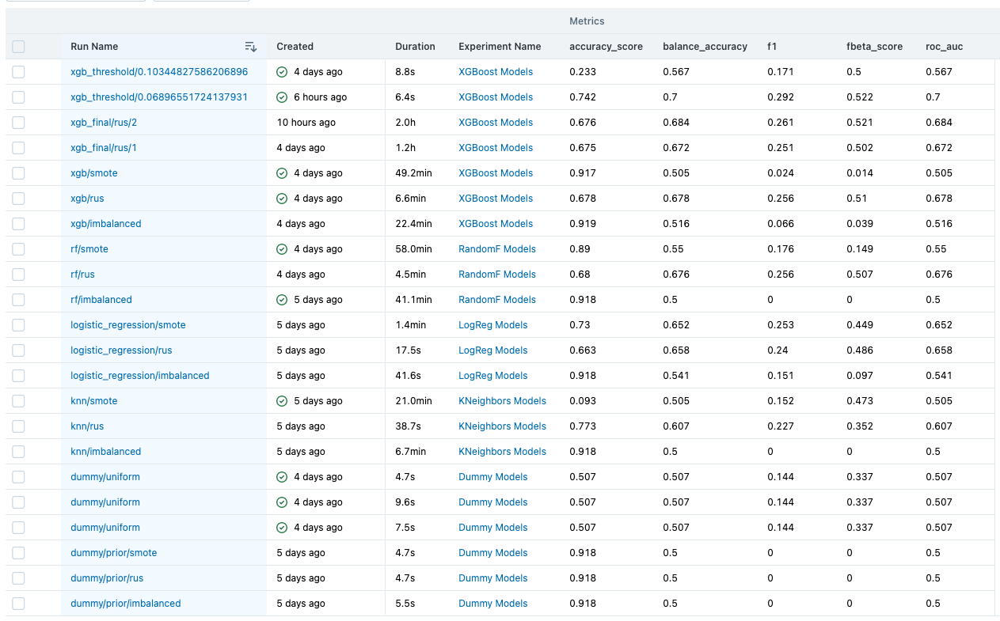 Metrics
Run Name Created Duration Experiment Name accuracy_score balance_accuracy f1 fbeta_score roc_auc
xgb_threshold/0.10344827586206896 4 days ago 8.8s XGBoost Models 0.233 0.567 0.171 0.5 0.567
xgb_threshold/0.06896551724137931 6 hours ago 6.4s XGBoost Models 0.742 0.7 0.292 0.522 0.7
xgb_final/rus/2 10 hours ago 2.0h XGBoost Models 0.676 0.684 0.261 0.521 0.684
xgb_final/rus/1 4 days ago 1.2h XGBoost Models 0.675 0.672 0.251 0.502 0.672
xgb/smote 4 days ago 49.2min XGBoost Models 0.917 0.505 0.024 0.014 0.505
xgb/rus 4 days ago 6.6min XGBoost Models 0.678 0.678 0.256 0.51 0.678
xgb/imbalanced 4 days ago 22.4min XGBoost Models 0.919 0.516 0.066 0.039 0.516
rf/smote 4 days ago 58.0min RandomF Models 0.89 0.55 0.176 0.149 0.55
rf/rus 4 days ago 4.5min RandomF Models 0.68 0.676 0.256 0.507 0.676
rf/imbalanced 5 days ago 41.1min RandomF Models 0.918 0.5 0 0 0.5
logistic_regression/smote 5 days ago 1.4min LogReg Models 0.73 0.652 0.253 0.449 0.652
logistic_regression/rus 5 days ago 17.5s LogReg Models 0.663 0.658 0.24 0.486 0.658
logistic_regression/imbalanced 5 days ago 41.6s LogReg Models 0.918 0.541 0.151 0.097 0.541
knn/smote 5 days ago 21.0min KNeighbors Models 0.093 0.505 0.152 0.473 0.505
knn/rus 5 days ago 38.7s KNeighbors Models 0.773 0.607 0.227 0.352 0.607
knn/imbalanced 5 days ago 6.7min KNeighbors Models 0.918 0.5 0 0 0.5
dummy/uniform 4 days ago 4.7s Dummy Models 0.507 0.507 0.144 0.337 0.507
dummy/uniform 4 days ago 9.6s Dummy Models 0.507 0.507 0.144 0.337 0.507
dummy/uniform 4 days ago 7.5s Dummy Models 0.507 0.507 0.144 0.337 0.507
dummy/prior/smote 5 days ago 4.7s Dummy Models 0.918 0.5 0 0 0.5
dummy/prior/rus 5 days ago 4.7s Dummy Models 0.918 0.5 0 0 0.5
dummy/prior/imbalanced 5 days ago 5.5s Dummy Models 0.918 0.5 0 0 0.5